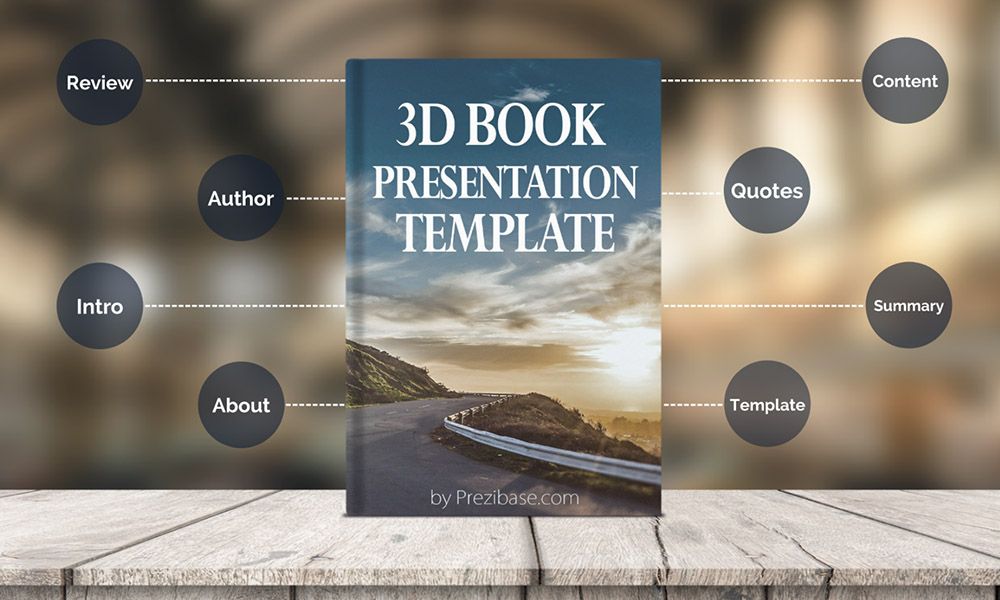 Review
Author
Intro
About
3D BOOK
PRESENTATION
TEMPLATE
by Prezibase.com
Content
Quotes
Summary
Template